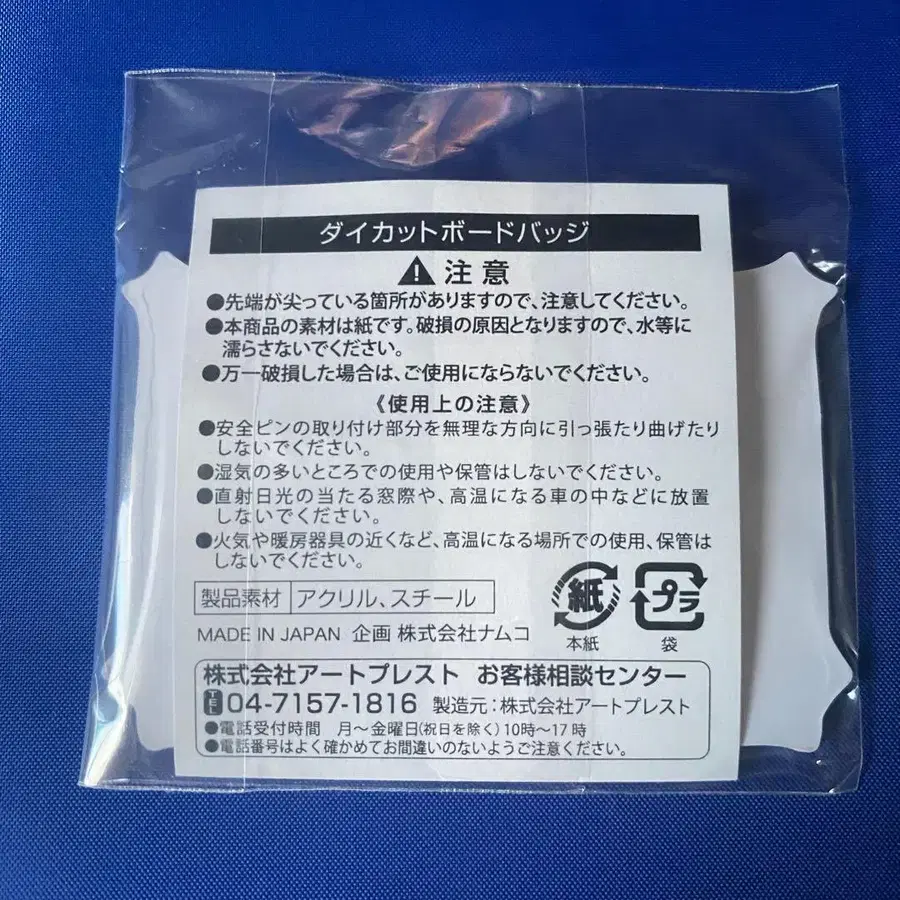 ダイカットボードバッジ
注意
●先端が尖っている箇所がありますので、注意してください。
●本商品の素材は紙です。破損の原因となりますので、水等に
濡らさないでください。
●万一破損した場合は、ご使用にならないでください。
《使用上の注意》
●安全ピンの取り付け部分を無理な方向に引っ張たり曲げたり
しないでください。
●湿気の多いところでの使用や保管はしないでください。
●直射日光の当たる窓際や、高温になる車の中などに放置
しないでください。
●火気や暖房器具の近くなど、高温になる場所での使用、保管は
しないでください。
製品素材 アクリル、スチール
紙 プラ
本紙 袋
MADE IN JAPAN 企画 株式会社ナムコ
株式会社アートプレスト お客様相談センター
TEL 04-7157-1816 製造元:株式会社アートプレスト
●電話受付時間 月〜金曜日(祝日を除く)10時〜17時
●電話番号はよく確かめてお間違いのないようご注意ください。